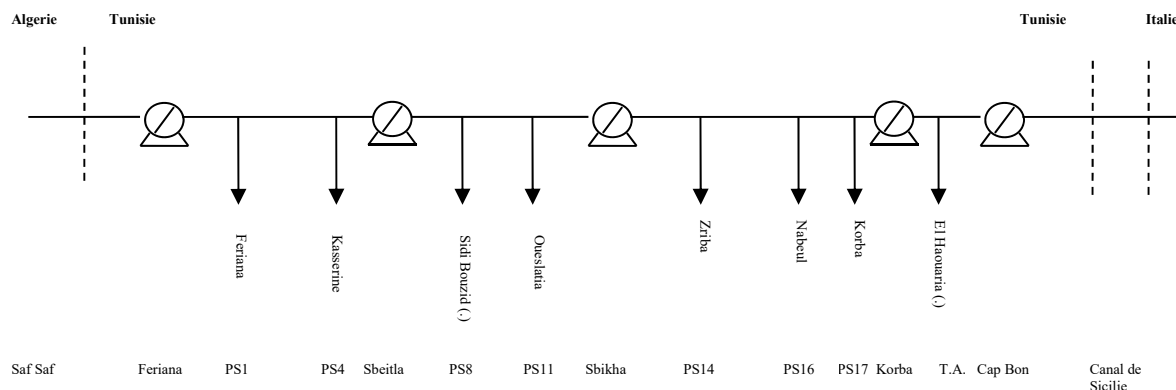 Algerie Tunisie Tunisie Italie
Feriana
Kasserine
Sidi Bouzid (.)
Oueslatia
Zriba
Nabeul
Korba
El Haouaria (.)
Saf Saf Feriana PS1 PS4 Sbeitla PS8 PS11 Sbikha PS14 PS16 PS17 Korba T.A. Cap Bon Canal de
Sicilie